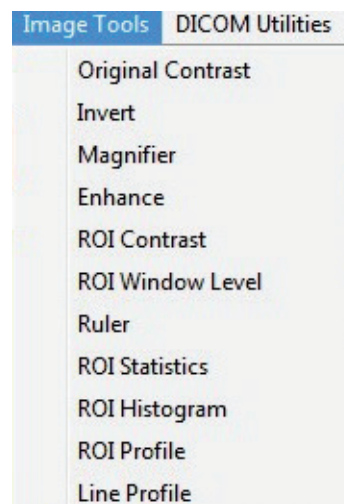 Image Tools DICOM Utilities
Original Contrast
Invert
Magnifier
Enhance
ROI Contrast
ROI Window Level
Ruler
ROI Statistics
ROI Histogram
ROI Profile
Line Profile